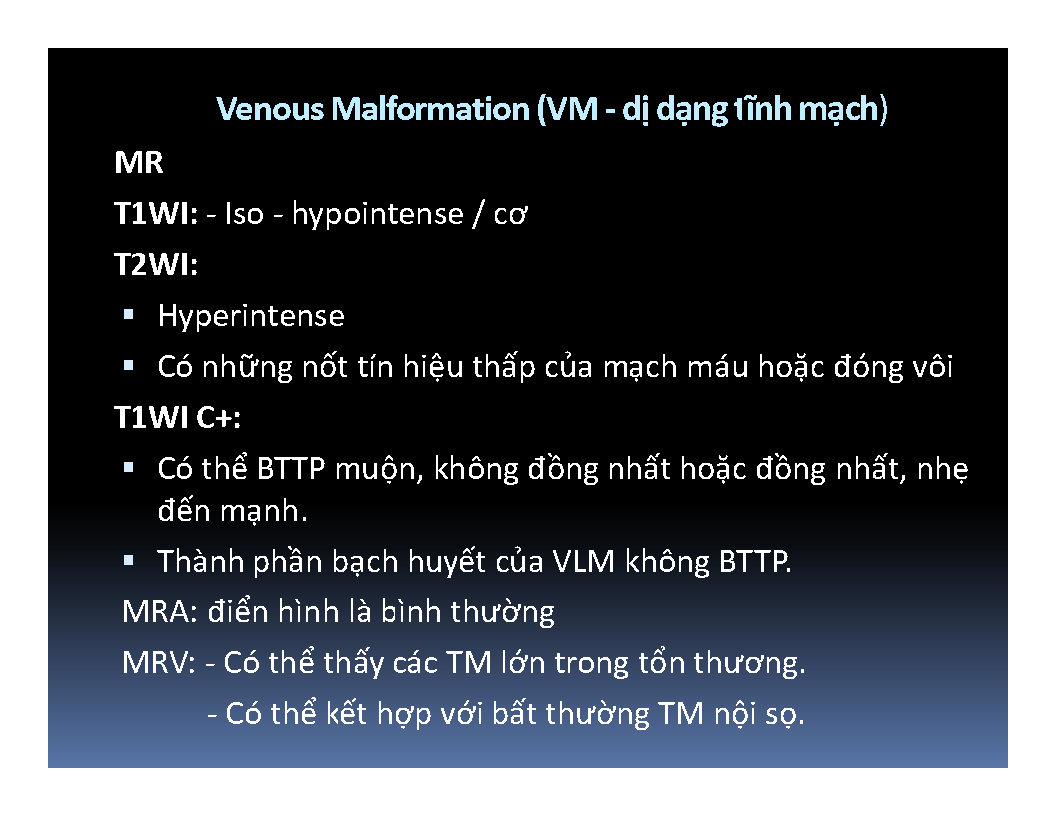 Venous Malformation (VM - dị dạng tĩnh mạch)
MR
T1WI: - Iso - hypointense / cơ
T2WI:
▪ Hyperintense
▪ Có những nốt tín hiệu thấp của mạch máu hoặc đóng vôi
T1WI C+:
▪ Có thể BTTP muộn, không đồng nhất hoặc đồng nhất, nhẹ
đến mạnh.
▪ Thành phần bạch huyết của VLM không BTTP.
MRA: điển hình là bình thường
MRV: - Có thể thấy các TM lớn trong tổn thương.
- Có thể kết hợp với bất thường TM nội sọ.